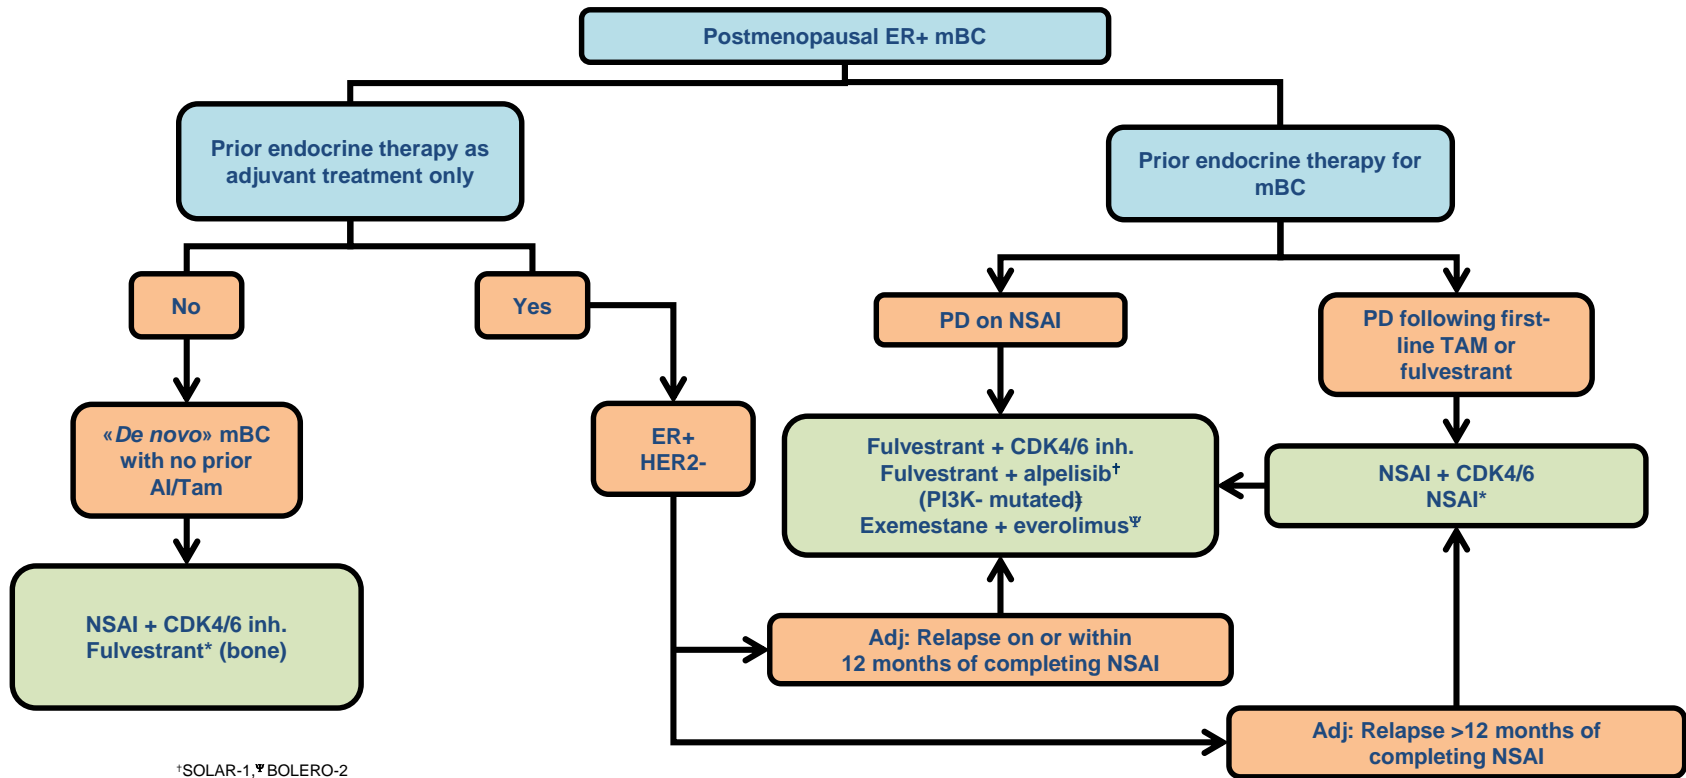 Postmenopausal ER+ mBC
Prior endocrine therapy as
adjuvant treatment only
Prior endocrine therapy for
mBC
No
Yes
PD on NSAI
PD following first-
line TAM or
fulvestrant
«De novo» mBC
with no prior
AI/Tam
ER+
HER2-
Fulvestrant + CDK4/6 inh.
Fulvestrant + alpelisib†
(PI3K- mutated)‡
Exemestane + everolimusΨ
NSAI + CDK4/6
NSAI*
NSAI + CDK4/6 inh.
Fulvestrant* (bone)
Adj: Relapse on or within
12 months of completing NSAI
Adj: Relapse >12 months of
completing NSAI
†SOLAR-1,ΨBOLERO-2